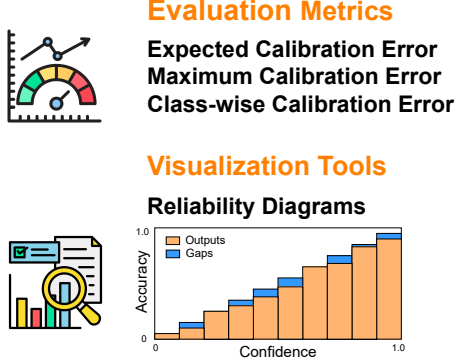 Evaluation Metrics
Expected Calibration Error
Maximum Calibration Error
Class-wise Calibration Error
Visualization Tools
Reliability Diagrams
1.0
Outputs
Gaps
Accuracy
0
0
1.0
Confidence